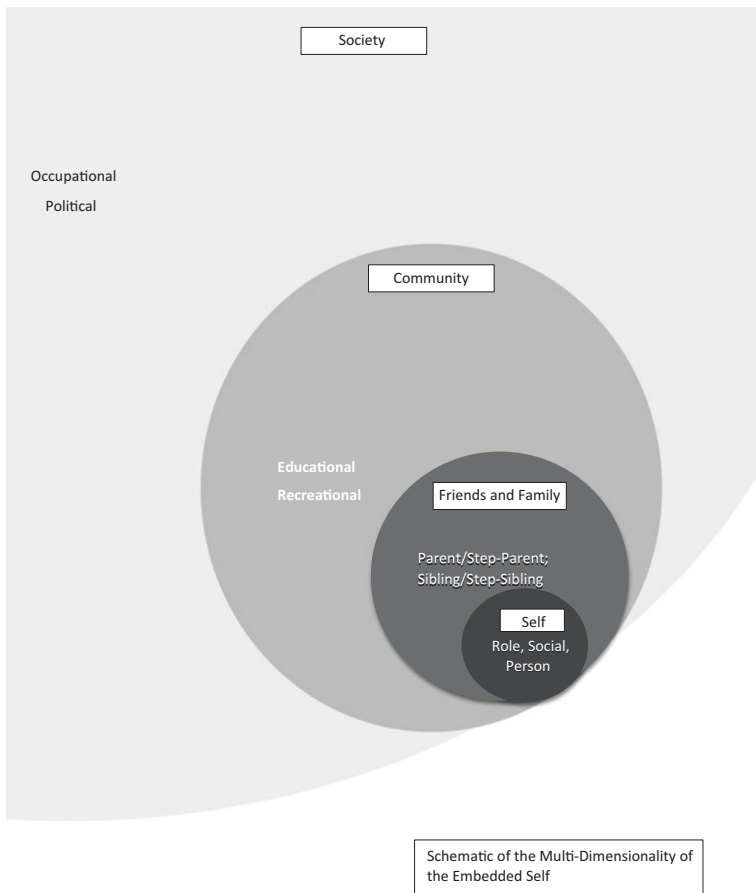 Society
Occupational
Political
Community
Educational
Recreational
Friends and Family
Parent/Step-Parent;
Sibling/Step-Sibling
Self
Role, Social,
Person
Schematic of the Multi-Dimensionality of
the Embedded Self